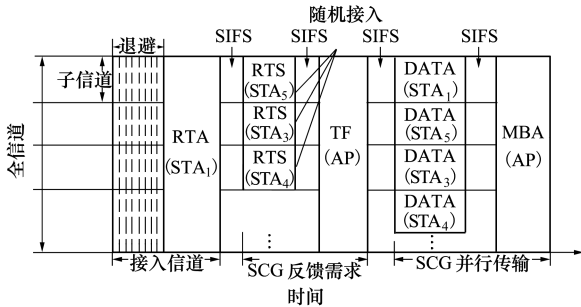 随机接入
退避
SIFS
SIFS
SIFS
SIFS
全信道
子信道
RTA
(STA₁)
RTS
(STA₅)
RTS
(STA₃)
RTS
(STA₄)
TF
(AP)
DATA
(STA₁)
DATA
(STA₅)
DATA
(STA₃)
DATA
(STA₄)
MBA
(AP)
⋮
⋮
接入信道
SCG 反馈需求
SCG 并行传输
时间